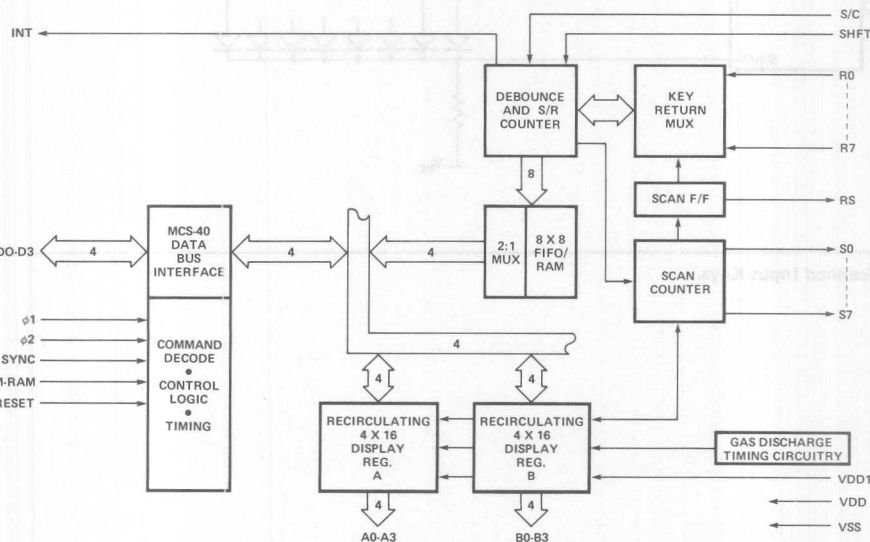 S/C
INT
SHFT
DEBOUNCE
AND S/R
COUNTER
KEY
RETURN
MUX
R0
R7
8
SCAN F/F
RS
MCS-40
DATA
BUS
INTERFACE
2:1
MUX
8 X 8
FIFO/
RAM
DO-D3
4
4
4
SCAN
COUNTER
S0
S7
φ1
φ2
SYNC
M-RAM
RESET
COMMAND
DECODE
•
CONTROL
LOGIC
•
TIMING
4
4
4
RECIRCULATING
4 X 16
DISPLAY
REG.
A
RECIRCULATING
4 X 16
DISPLAY
REG.
B
GAS DISCHARGE
TIMING CIRCUITRY
VDD1
VDD
VSS
4
4
A0-A3
B0-B3